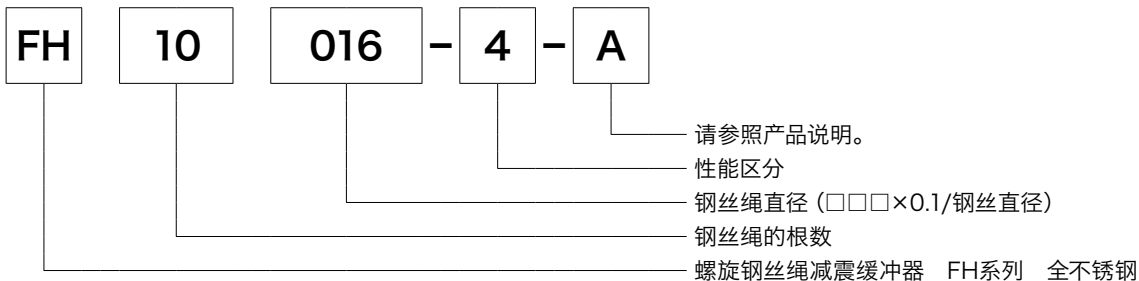 FH 10 016 - 4 - A
请参照产品说明。
性能区分
钢丝绳直径（□□□×0.1/钢丝直径）
钢丝绳的根数
螺旋钢丝绳减震缓冲器　FH系列　全不锈钢